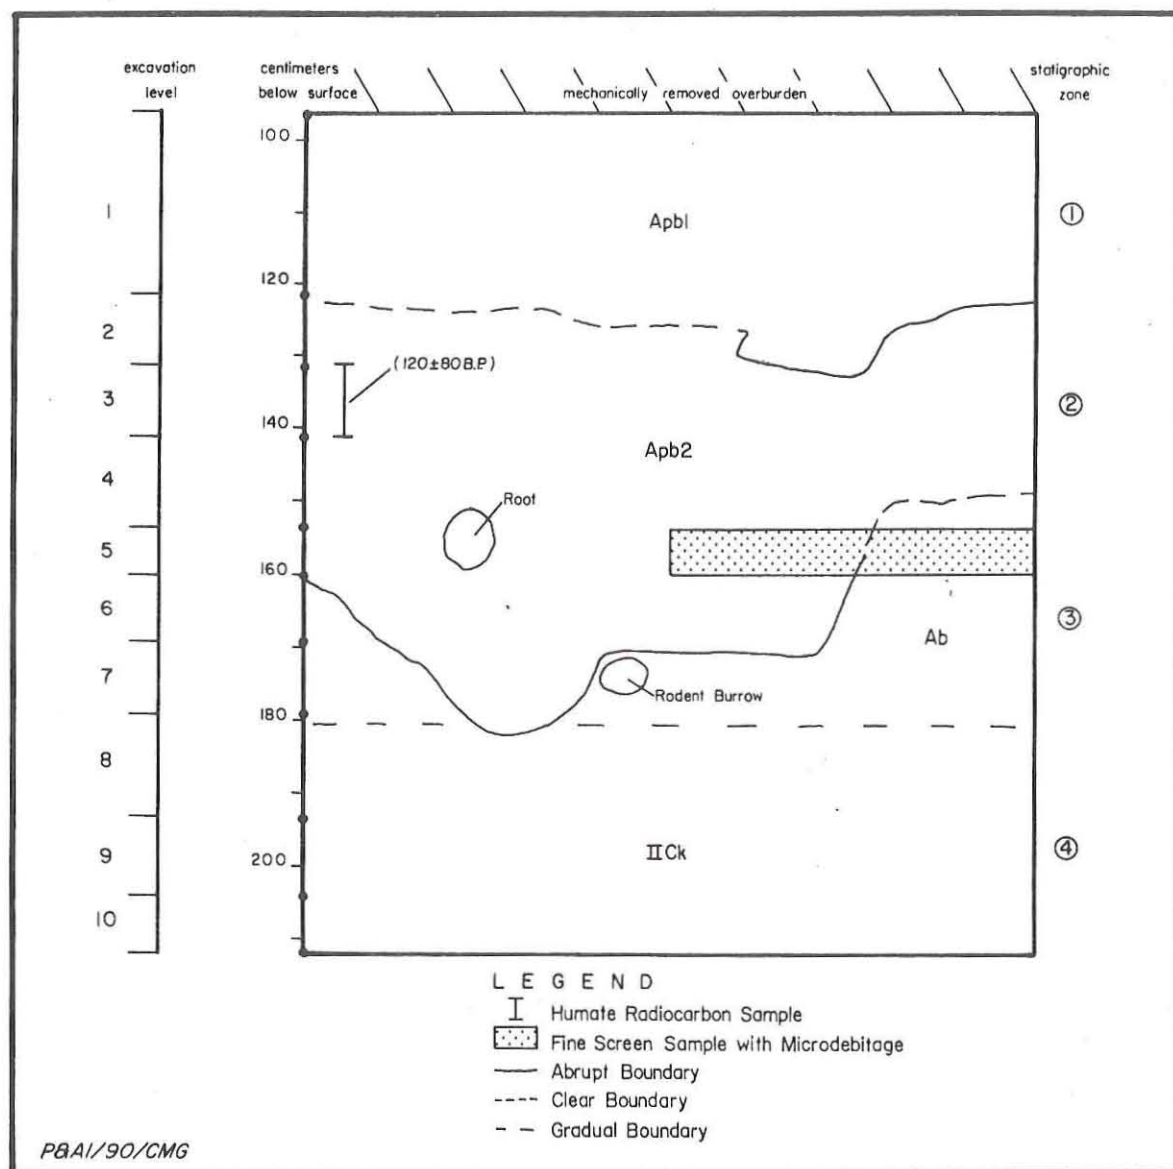 excavation level
centimeters below surface
mechanically removed overburden
statigraphic zone
100
1
Apb1
①
120
2
(120±80 B.P.)
3
②
140
Apb2
4
Root
5
160
6
③
Ab
7
Rodent Burrow
180
8
IICk
④
9
200
10
LEGEND
Humate Radiocarbon Sample
Fine Screen Sample with Microdebitage
Abrupt Boundary
Clear Boundary
Gradual Boundary
P&AI/90/CMG